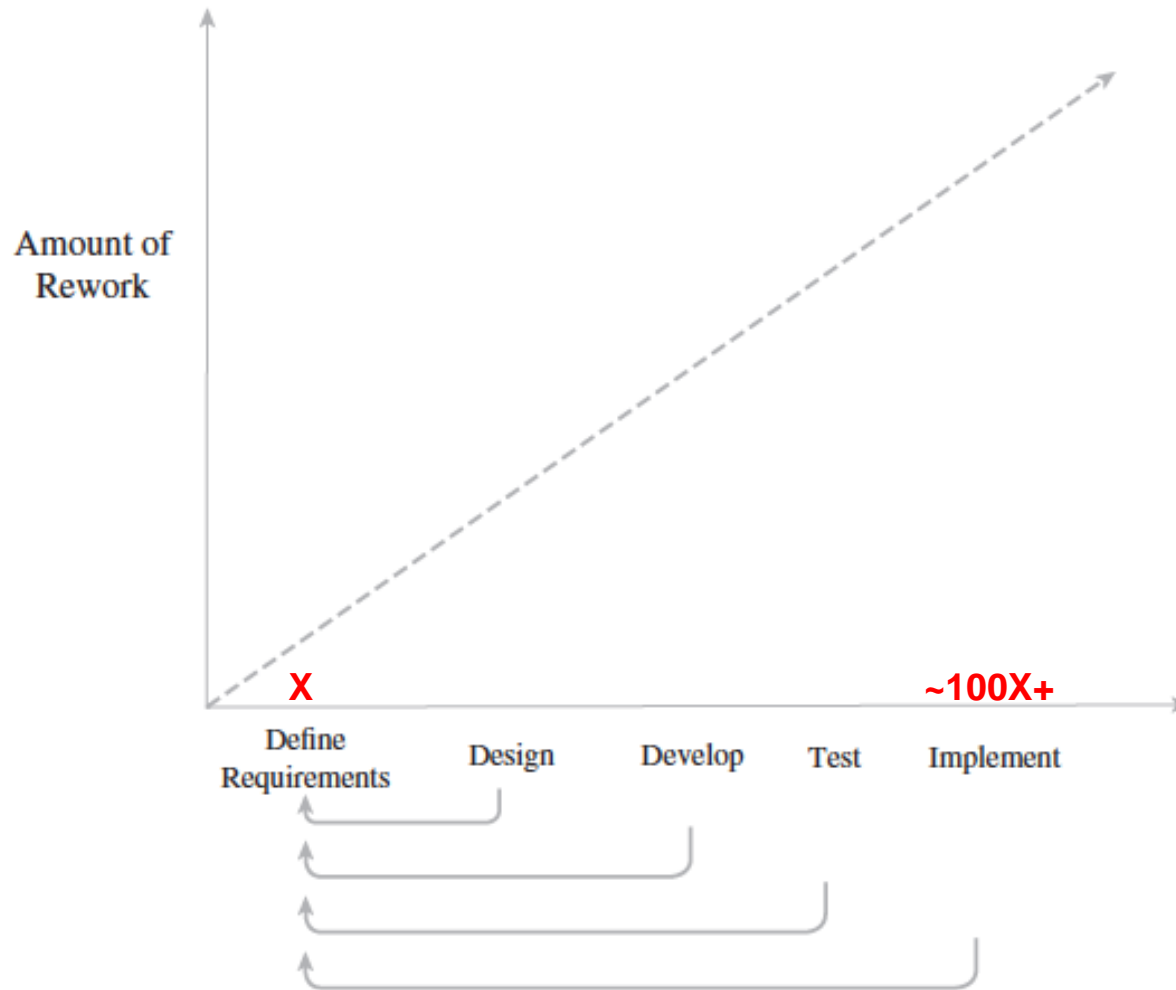 Amount of
Rework
X
~100X+
Define
Requirements
Design
Develop
Test
Implement